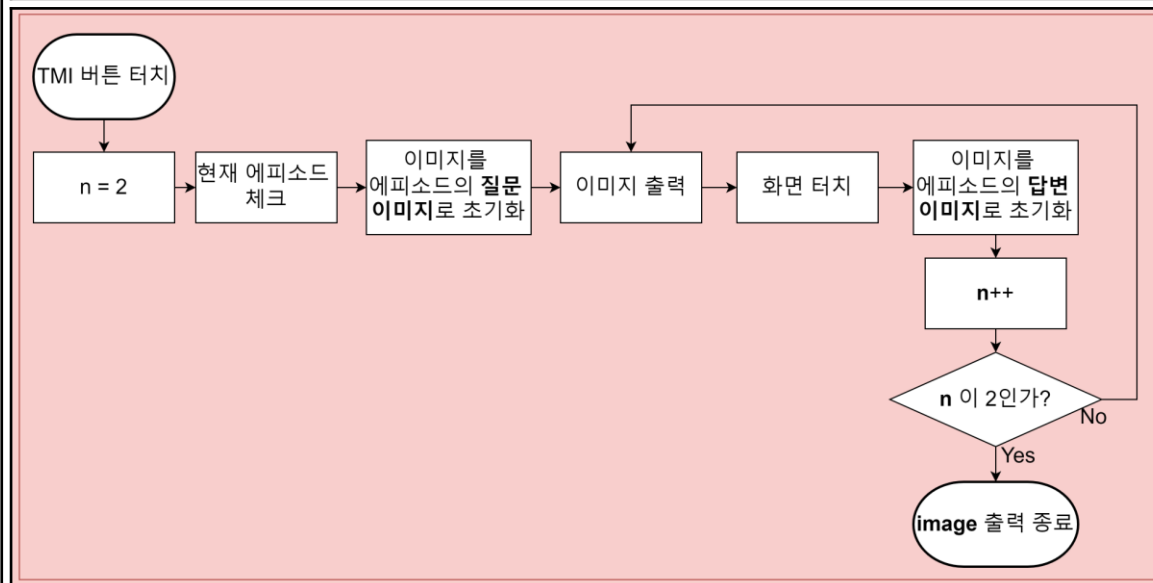 TMI 버튼 터치
n = 2
현재 에피소드
체크
이미지를
에피소드의 질문
이미지로 초기화
이미지 출력
화면 터치
이미지를
에피소드의 답변
이미지로 초기화
n++
n 이 2인가?
No
Yes
image 출력 종료